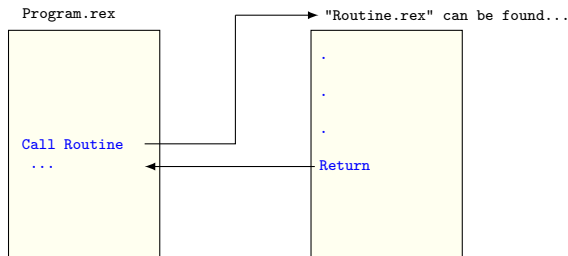 Program.rex
"Routine.rex" can be found...
.
.
.
Call Routine
...
Return